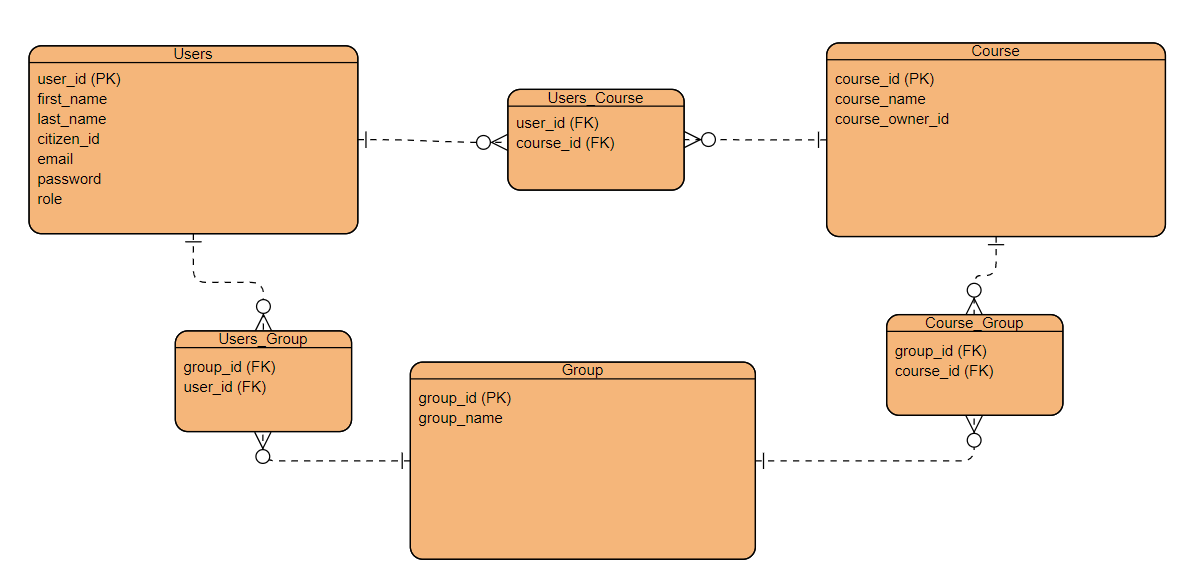 Users
user_id (PK)
first_name
last_name
citizen_id
email
password
role
Users_Course
user_id (FK)
course_id (FK)
Course
course_id (PK)
course_name
course_owner_id
Users_Group
group_id (FK)
user_id (FK)
Group
group_id (PK)
group_name
Course_Group
group_id (FK)
course_id (FK)